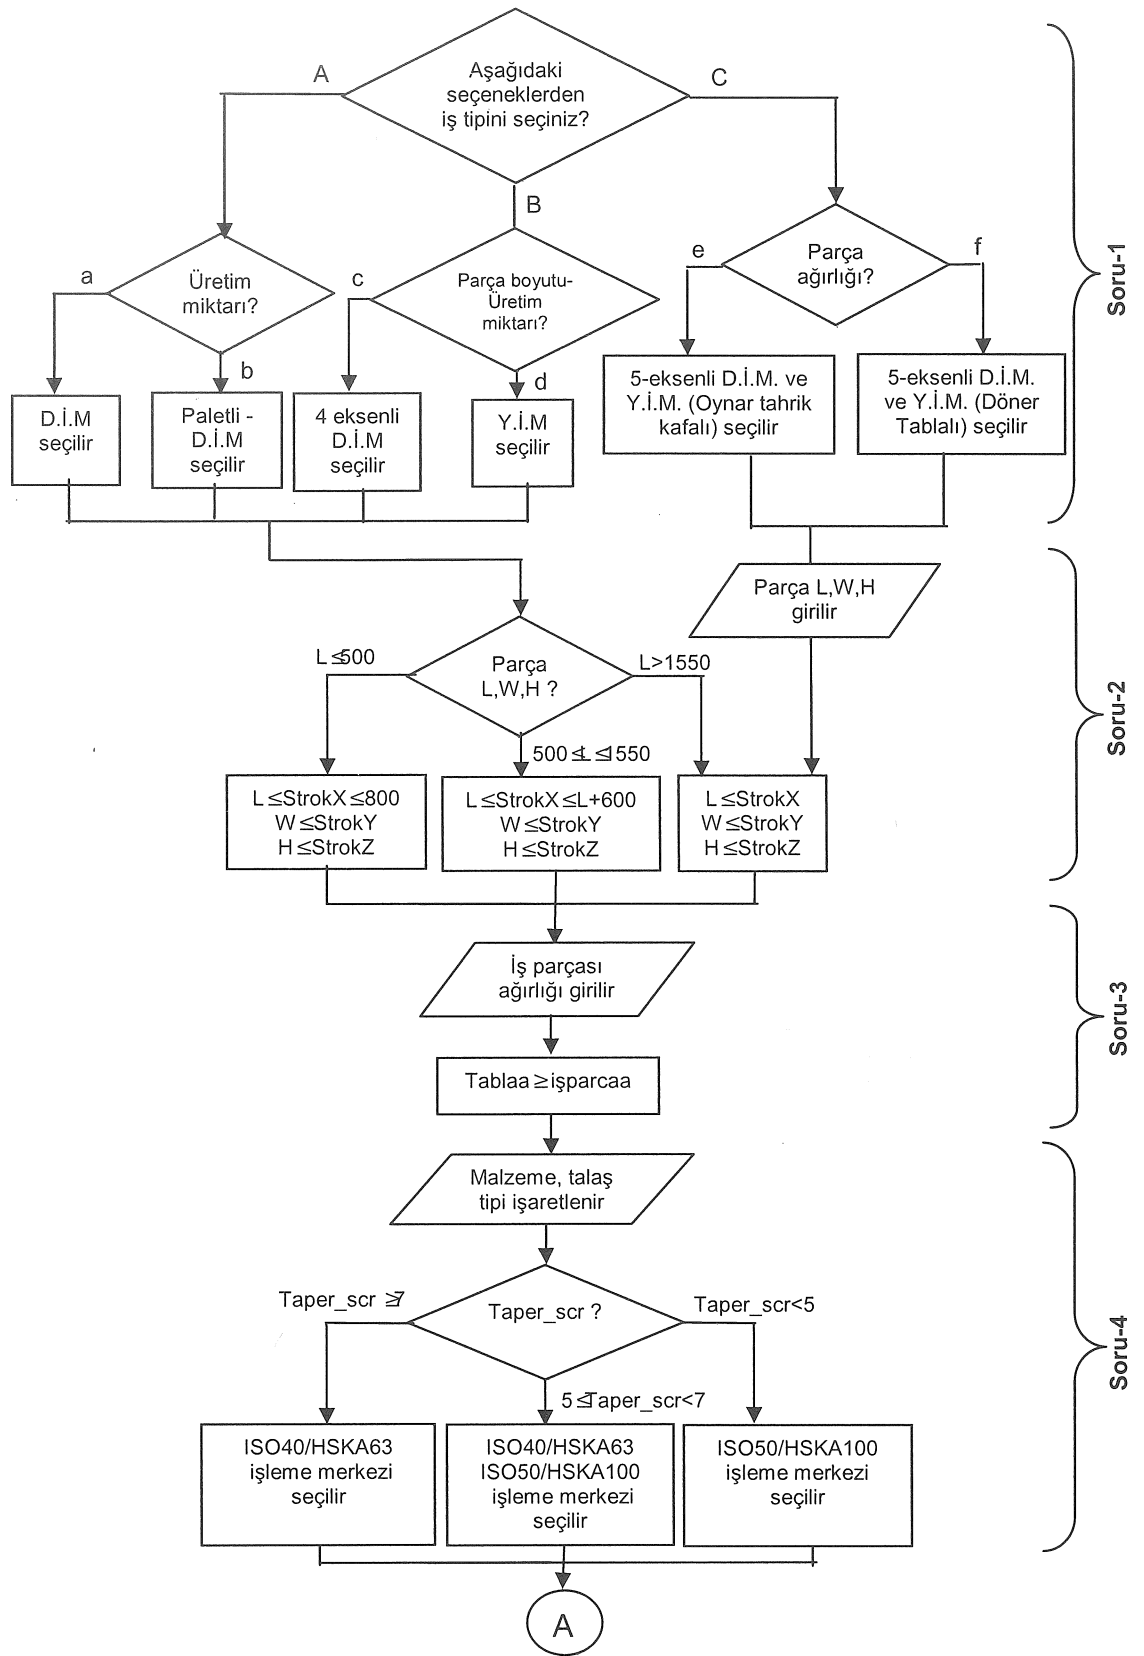 Aşağıdaki
seçeneklerden
iş tipini seçiniz?
A
C
B
Üretim
miktarı?
a
b
Parça boyutu-
Üretim
miktarı?
c
d
Parça
ağırlığı?
e
f
D.İ.M
seçilir
Paletli -
D.İ.M
seçilir
4 eksenli
D.İ.M
seçilir
Y.İ.M
seçilir
5-eksenli D.İ.M. ve
Y.İ.M. (Oynar tahrik
kafalı) seçilir
5-eksenli D.İ.M.
ve Y.İ.M. (Döner
Tablalı) seçilir
Soru-1
Parça L,W,H
girilir
Parça
L,W,H ?
L ≤500
L>1550
500 ≤L ≤1550
L ≤StrokX ≤800
W ≤StrokY
H ≤StrokZ
L ≤StrokX ≤L+600
W ≤StrokY
H ≤StrokZ
L ≤StrokX
W ≤StrokY
H ≤StrokZ
Soru-2
İş parçası
ağırlığı girilir
Tablaa ≥işparcaa
Soru-3
Malzeme, talaş
tipi işaretlenir
Taper_scr ?
Taper_scr ≥7
Taper_scr<5
5 ≤Taper_scr<7
ISO40/HSKA63
işleme merkezi
seçilir
ISO40/HSKA63
ISO50/HSKA100
işleme merkezi
seçilir
ISO50/HSKA100
işleme merkezi
seçilir
Soru-4
A